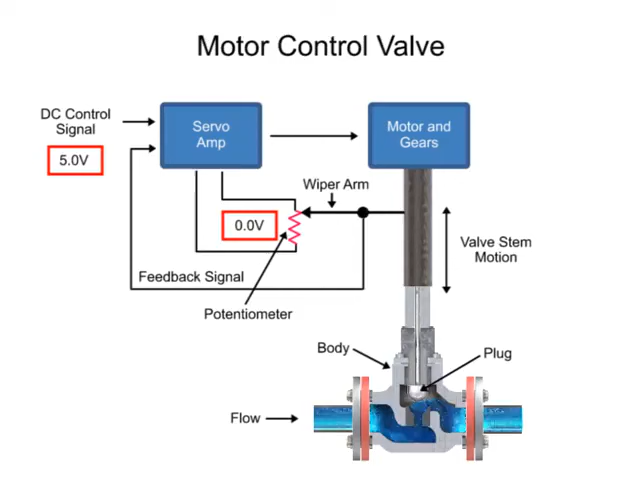 Motor Control Valve
DC Control
Signal
5.0V
Servo
Amp
Motor and
Gears
Wiper Arm
0.0V
Valve Stem
Motion
Feedback Signal
Potentiometer
Body
Plug
Flow